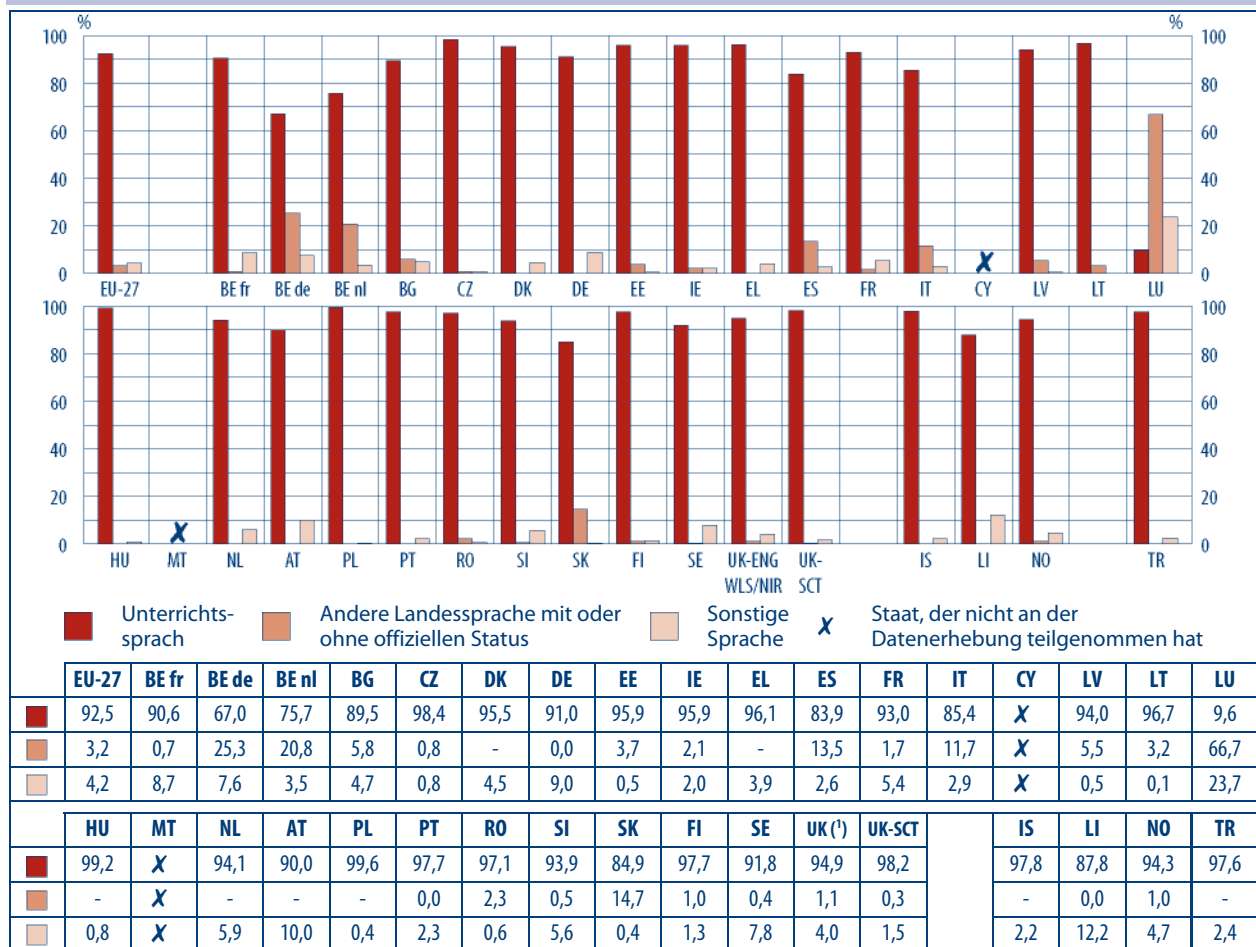 % %
100 100
80 80
60 60
40 40
20 20
0 0
EU-27 BE fr BE de BE nl BG CZ DK DE EE IE EL ES FR IT CY LV LT LU
100 100
80 80
60 60
40 40
20 20
0 0
HU MT NL AT PL PT RO SI SK FI SE UK-ENG UK- IS LI NO TR
WLS/NIR SCT
Unterrichts- Andere Landessprache mit oder Sonstige ✗ Staat, der nicht an der
sprach ohne offiziellen Status Sprache Datenerhebung teilgenommen hat
EU-27 BE fr BE de BE nl BG CZ DK DE EE IE EL ES FR IT CY LV LT LU
92,5 90,6 67,0 75,7 89,5 98,4 95,5 91,0 95,9 95,9 96,1 83,9 93,0 85,4 ✗ 94,0 96,7 9,6
3,2 0,7 25,3 20,8 5,8 0,8 - 0,0 3,7 2,1 - 13,5 1,7 11,7 ✗ 5,5 3,2 66,7
4,2 8,7 7,6 3,5 4,7 0,8 4,5 9,0 0,5 2,0 3,9 2,6 5,4 2,9 ✗ 0,5 0,1 23,7
HU MT NL AT PL PT RO SI SK FI SE UK (¹) UK-SCT IS LI NO TR
99,2 ✗ 94,1 90,0 99,6 97,7 97,1 93,9 84,9 97,7 91,8 94,9 98,2 97,8 87,8 94,3 97,6
- ✗ - - - 0,0 2,3 0,5 14,7 1,0 0,4 1,1 0,3 - 0,0 1,0 -
0,8 ✗ 5,9 10,0 0,4 2,3 0,6 5,6 0,4 1,3 7,8 4,0 1,5 2,2 12,2 4,7 2,4